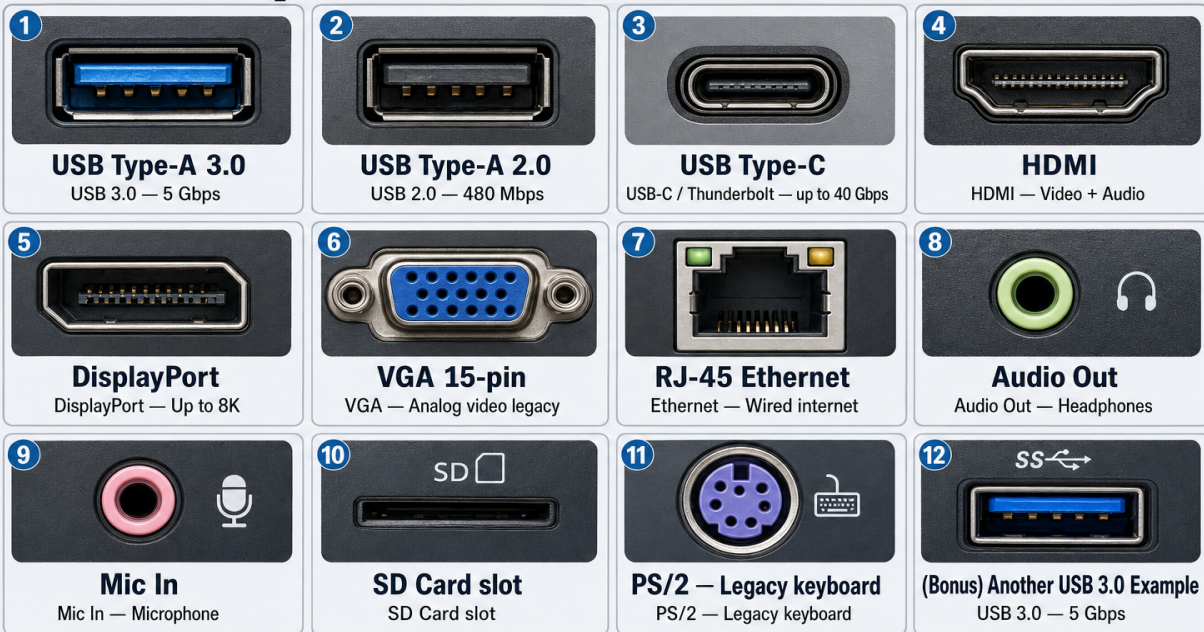 1
USB Type-A 3.0
USB 3.0 — 5 Gbps
2
USB Type-A 2.0
USB 2.0 — 480 Mbps
3
USB Type-C
USB-C / Thunderbolt — up to 40 Gbps
4
HDMI
HDMI — Video + Audio
5
DisplayPort
DisplayPort — Up to 8K
6
VGA 15-pin
VGA — Analog video legacy
7
RJ-45 Ethernet
Ethernet — Wired internet
8
Audio Out
Audio Out — Headphones
9
Mic In
Mic In — Microphone
10
SD
SD Card slot
SD Card slot
11
PS/2 — Legacy keyboard
PS/2 — Legacy keyboard
12
SS
(Bonus) Another USB 3.0 Example
USB 3.0 — 5 Gbps